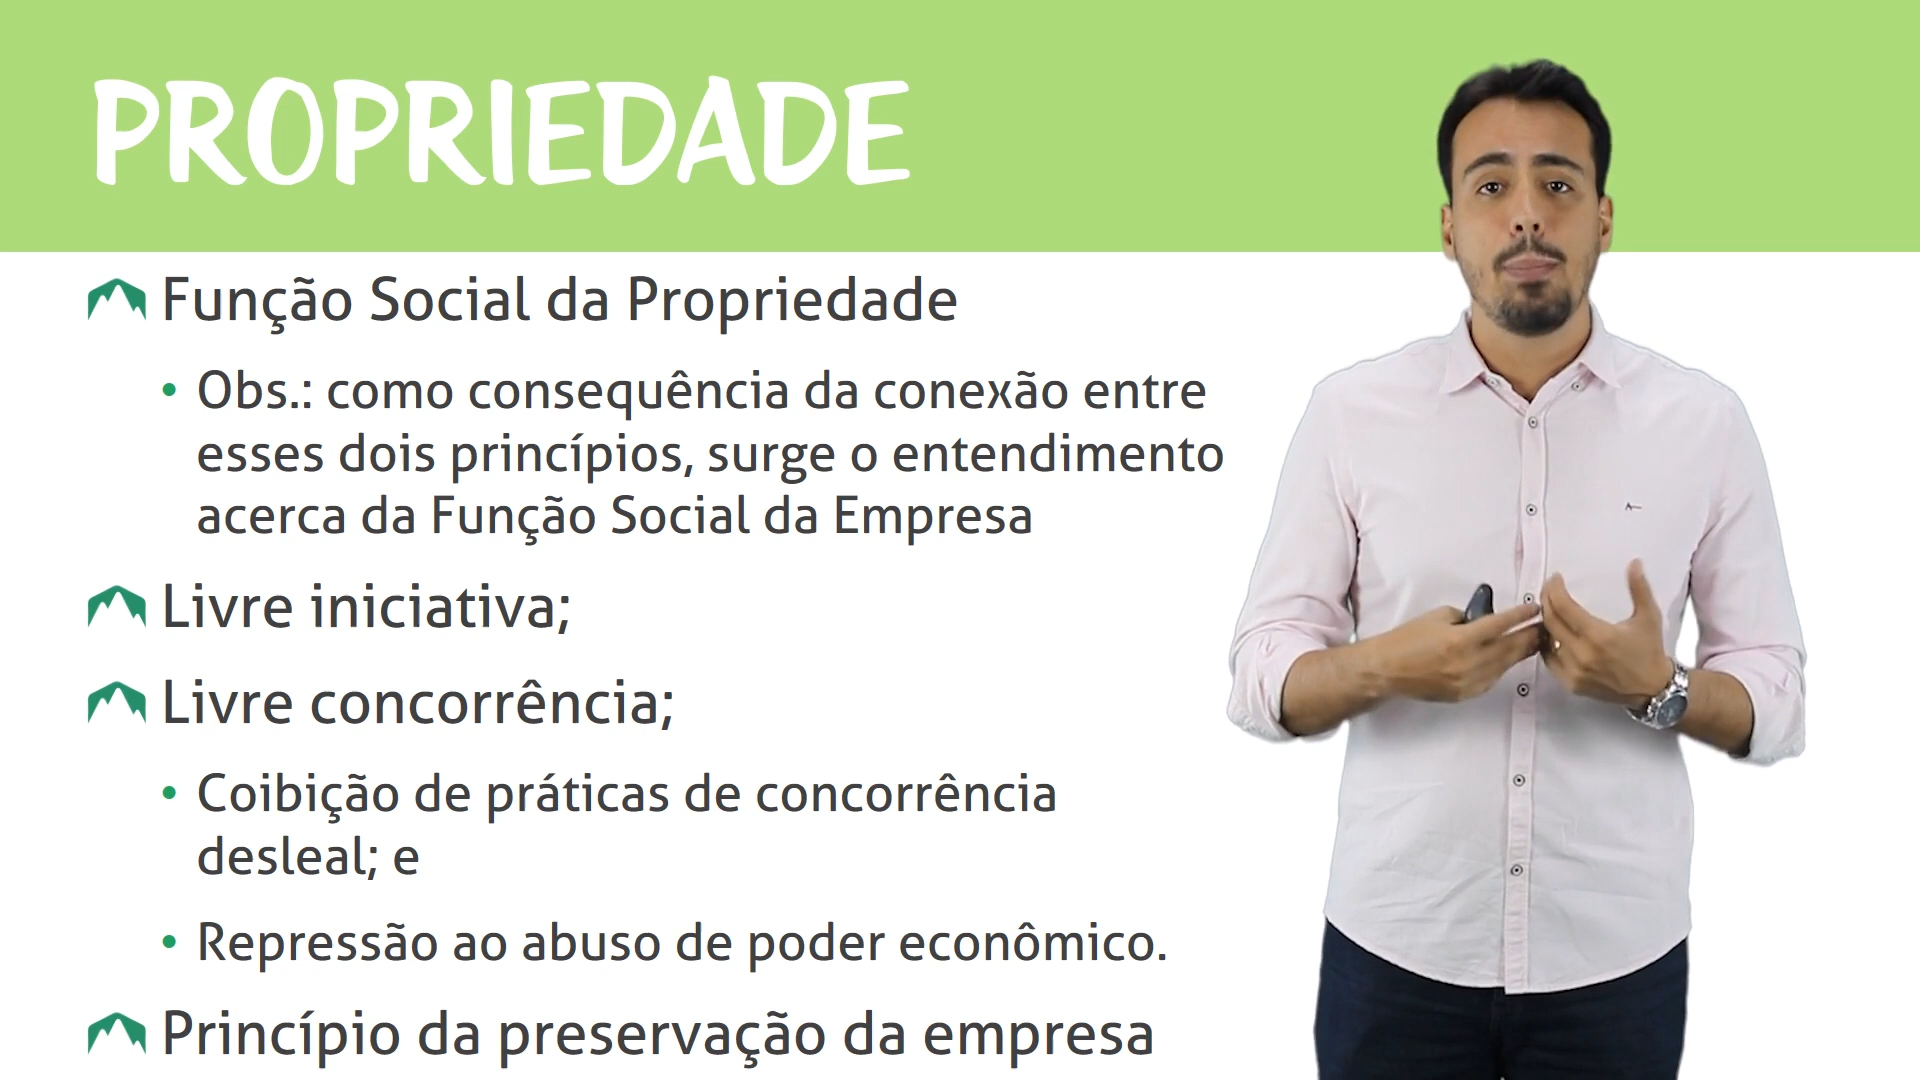 PROPRIEDADE
Função Social da Propriedade
• Obs.: como consequência da conexão entre
esses dois princípios, surge o entendimento
acerca da Função Social da Empresa
Livre iniciativa;
Livre concorrência;
• Coibição de práticas de concorrência
desleal; e
• Repressão ao abuso de poder econômico.
Princípio da preservação da empresa